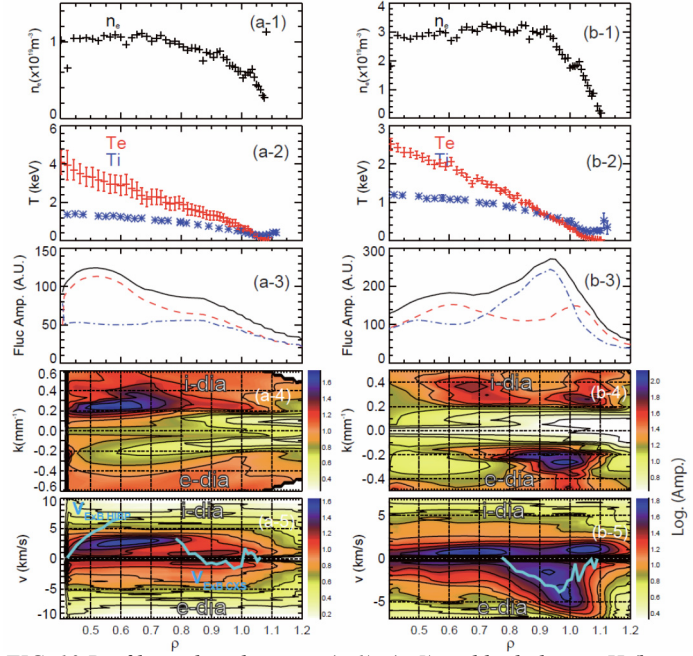 nₑ
(a-1)
nₑ(x10¹⁹m⁻³)
1.0
0.5
0
nₑ
(b-1)
nₑ(x10¹⁹m⁻³)
5
4
3
2
1
0
Te
Ti
(a-2)
T (keV)
6
4
2
0
Te
Ti
(b-2)
T (keV)
3
2
1
0
(a-3)
Fluc Amp. (A.U.)
150
100
50
0
(b-3)
Fluc Amp. (A.U.)
300
200
100
0
i-dia
(a-4)
e-dia
k(mm⁻¹)
0.6
0.4
0.2
0.0
-0.2
-0.4
-0.6
1.6
1.4
1.2
1.0
0.8
0.6
0.4
i-dia
(b-4)
e-dia
k(mm⁻¹)
0.4
0.2
0.0
-0.2
-0.4
2.0
1.8
1.6
1.4
1.2
1.0
0.8
i-dia
(a-5)
e-dia
v (km/s)
10
5
0
-5
-10
1.6
1.4
1.2
1.0
0.8
0.6
0.4
0.2
i-dia
(b-5)
e-dia
v (km/s)
5
0
-5
1.8
1.6
1.4
1.2
1.0
0.8
0.6
0.4
Log. (Amp.)
0.5 0.6 0.7 0.8 0.9 1.0 1.1 1.2
ρ
0.5 0.6 0.7 0.8 0.9 1.0 1.1 1.2
ρ